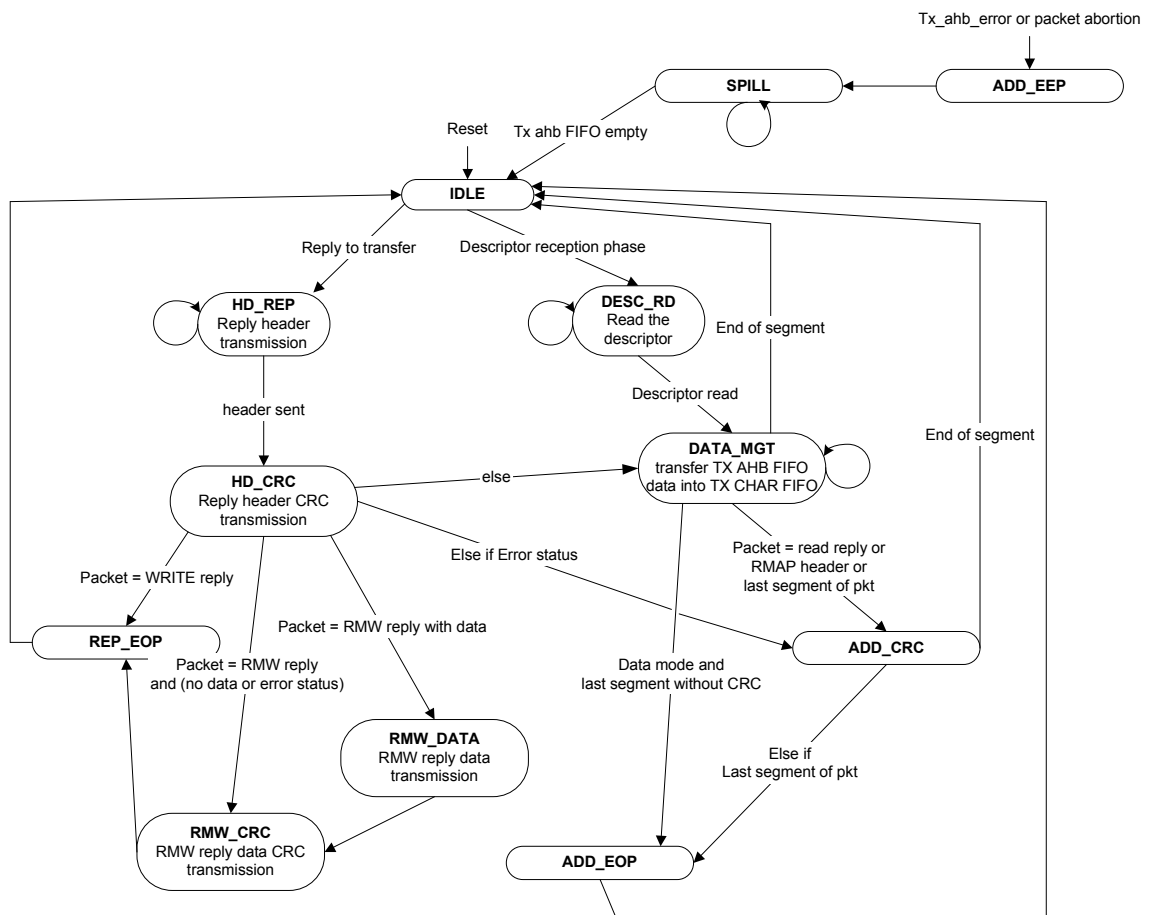 Tx_ahb_error or packet abortion
SPILL
ADD_EEP
Reset
Tx ahb FIFO empty
IDLE
Reply to transfer
Descriptor reception phase
HD_REP
Reply header
transmission
DESC_RD
Read the
descriptor
End of segment
Descriptor read
header sent
End of segment
DATA_MGT
transfer TX AHB FIFO
data into TX CHAR FIFO
HD_CRC
Reply header CRC
transmission
else
Else if Error status
Packet = read reply or
RMAP header or
last segment of pkt
Packet = WRITE reply
Packet = RMW reply with data
REP_EOP
ADD_CRC
Packet = RMW reply
and (no data or error status)
Data mode and
last segment without CRC
RMW_DATA
RMW reply data
transmission
Else if
Last segment of pkt
RMW_CRC
RMW reply data CRC
transmission
ADD_EOP